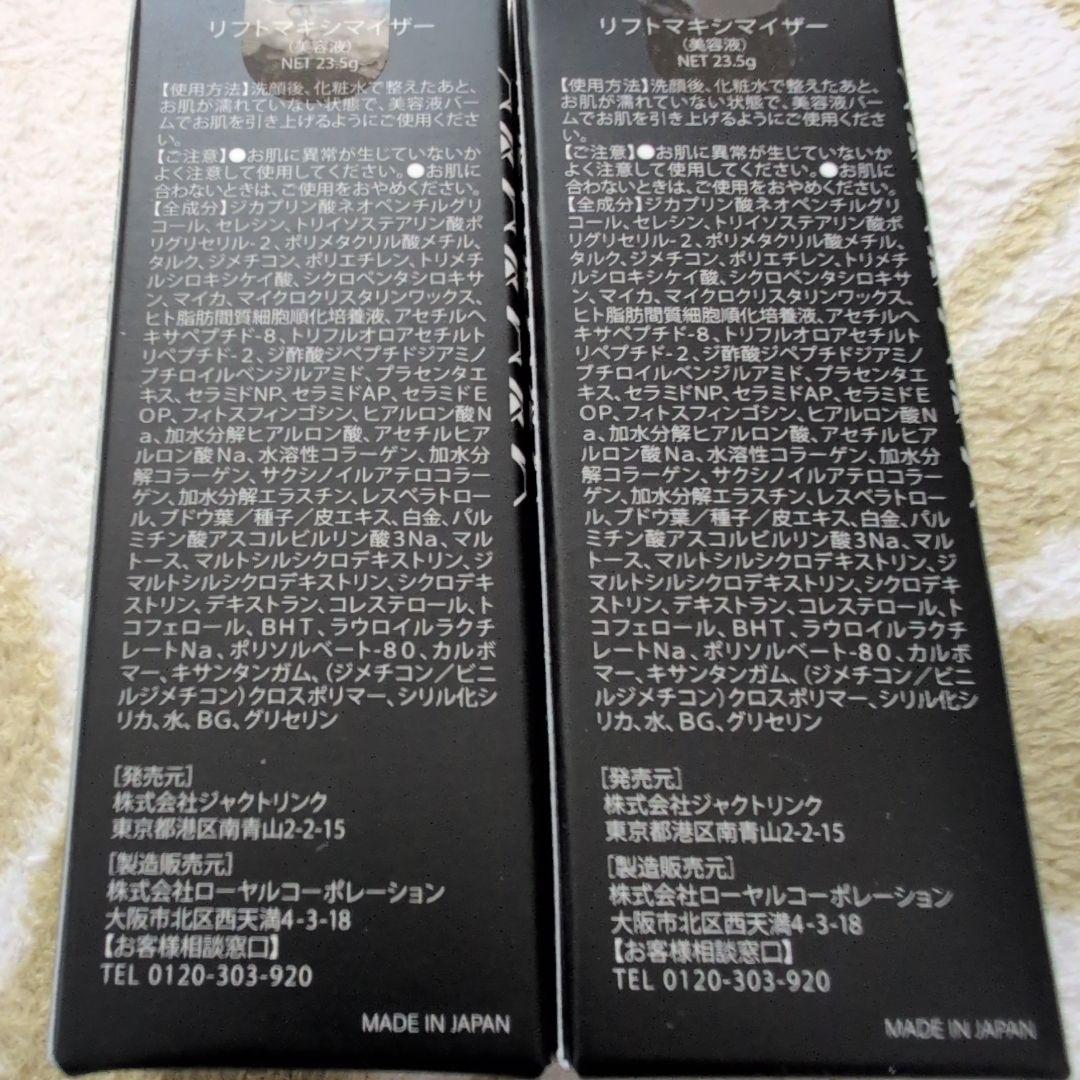 リフトマキシマイザー
（美容液）
NET 23.5g
【使用方法】洗顔後、化粧水で整えたあと、
お肌が濡れていない状態で、美容液バー
ムでお肌を引き上げるようにご使用くださ
い。
【ご注意】●お肌に異常が生じていないか
よく注意して使用してください。●お肌に
合わないときは、ご使用をおやめください。
【全成分】ジカプリン酸ネオペンチルグリ
コール、セレシン、トリイソステアリン酸ポ
リグリセリル-2、ポリメタクリル酸メチル、
タルク、ジメチコン、ポリエチレン、トリメチ
ルシロキシケイ酸、シクロペンタシロキサ
ン、マイカ、マイクロクリスタリンワックス、
ヒト脂肪間質細胞順化培養液、アセチルヘ
キサペプチド-8、トリフルオロアセチルト
リペプチド-2、ジ酢酸ジペプチドジアミノ
ブチロイルベンジルアミド、プラセンタエ
キス、セラミドNP、セラミドAP、セラミドE
OP、フィトスフィンゴシン、ヒアルロン酸N
a、加水分解ヒアルロン酸、アセチルヒア
ルロン酸Na、水溶性コラーゲン、加水分
解コラーゲン、サクシノイルアテロコラー
ゲン、加水分解エラスチン、レスベラトロー
ル、ブドウ葉／種子／皮エキス、白金、パル
ミチン酸アスコルビルリン酸3Na、マル
トース、マルトシルシクロデキストリン、ジ
マルトシルシクロデキストリン、シクロデキ
ストリン、デキストラン、コレステロール、ト
コフェロール、BHT、ラウロイルラクチ
レートNa、ポリソルベート-80、カルボ
マー、キサンタンガム、（ジメチコン／ビニ
ルジメチコン）クロスポリマー、シリル化シ
リカ、水、BG、グリセリン
［発売元］
株式会社ジャクトリンク
東京都港区南青山2-2-15
［製造販売元］
株式会社ローヤルコーポレーション
大阪市北区西天満4-3-18
【お客様相談窓口】
TEL 0120-303-920
MADE IN JAPAN
リフトマキシマイザー
（美容液）
NET 23.5g
【使用方法】洗顔後、化粧水で整えたあと、
お肌が濡れていない状態で、美容液バー
ムでお肌を引き上げるようにご使用くださ
い。
【ご注意】●お肌に異常が生じていないか
よく注意して使用してください。●お肌に
合わないときは、ご使用をおやめください。
【全成分】ジカプリン酸ネオペンチルグリ
コール、セレシン、トリイソステアリン酸ポ
リグリセリル-2、ポリメタクリル酸メチル、
タルク、ジメチコン、ポリエチレン、トリメチ
ルシロキシケイ酸、シクロペンタシロキサ
ン、マイカ、マイクロクリスタリンワックス、
ヒト脂肪間質細胞順化培養液、アセチルヘ
キサペプチド-8、トリフルオロアセチルト
リペプチド-2、ジ酢酸ジペプチドジアミノ
ブチロイルベンジルアミド、プラセンタエ
キス、セラミドNP、セラミドAP、セラミドE
OP、フィトスフィンゴシン、ヒアルロン酸N
a、加水分解ヒアルロン酸、アセチルヒア
ルロン酸Na、水溶性コラーゲン、加水分
解コラーゲン、サクシノイルアテロコラー
ゲン、加水分解エラスチン、レスベラトロー
ル、ブドウ葉／種子／皮エキス、白金、パル
ミチン酸アスコルビルリン酸3Na、マル
トース、マルトシルシクロデキストリン、ジ
マルトシルシクロデキストリン、シクロデキ
ストリン、デキストラン、コレステロール、ト
コフェロール、BHT、ラウロイルラクチ
レートNa、ポリソルベート-80、カルボ
マー、キサンタンガム、（ジメチコン／ビニ
ルジメチコン）クロスポリマー、シリル化シ
リカ、水、BG、グリセリン
［発売元］
株式会社ジャクトリンク
東京都港区南青山2-2-15
［製造販売元］
株式会社ローヤルコーポレーション
大阪市北区西天満4-3-18
【お客様相談窓口】
TEL 0120-303-920
MADE IN JAPAN